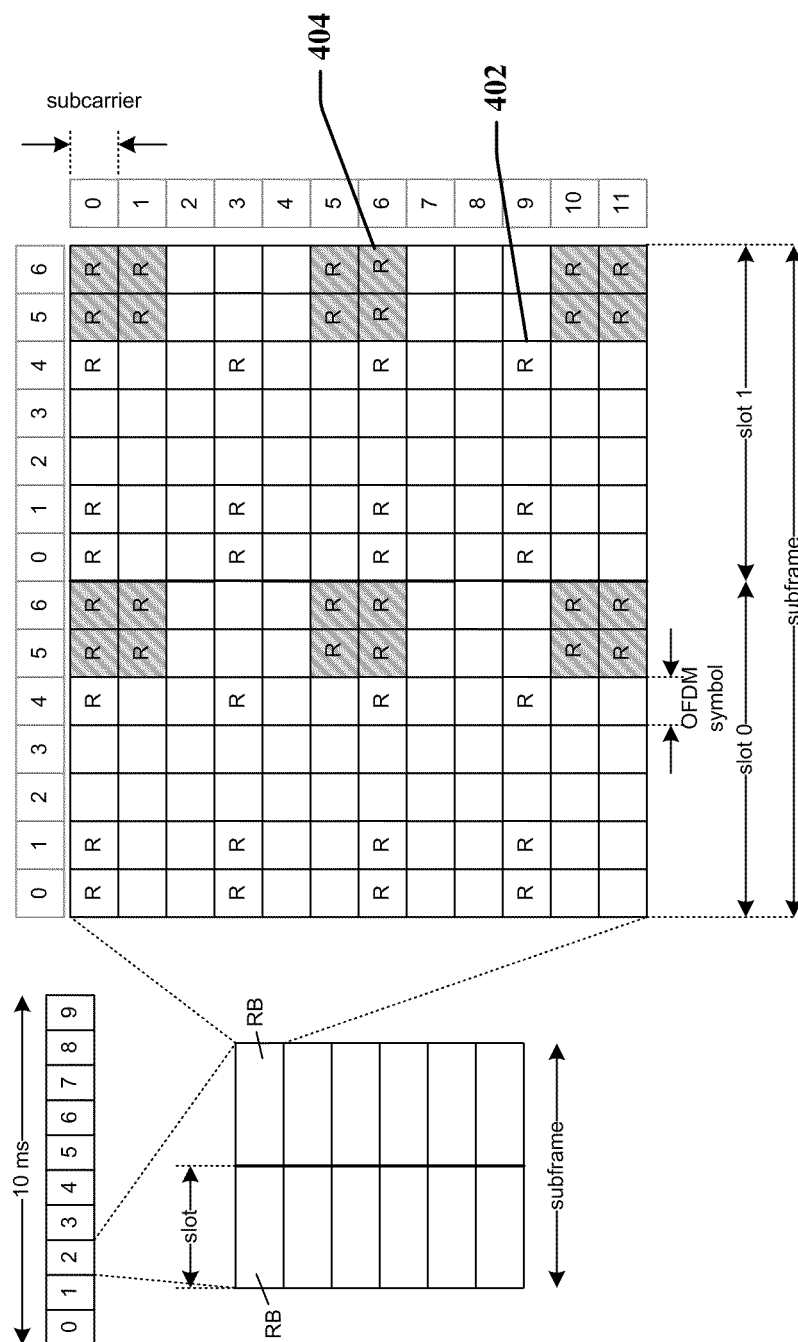 10 ms
0 1 2 3 4 5 6 7 8 9
slot
RB
RB
subframe
subcarrier
0 1 2 3 4 5 6 0 1 2 3 4 5 6
R R R R R R R R R R 0
R R R R 1
2
R R R R R R 3
4
R R R R 5
R R R R R R R R R R 6
7
8
R R R R R R 9
R R R R 10
R R R R 11
404
402
OFDM
symbol
slot 0
slot 1
subframe